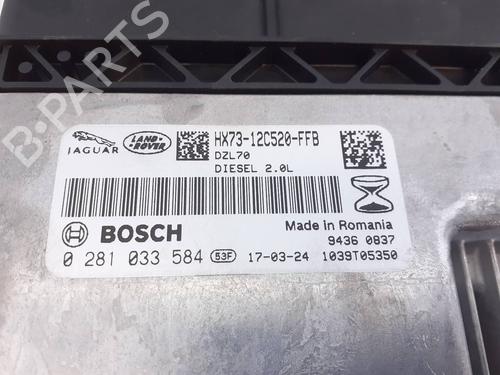 JAGUAR
LAND-
ROVER
HX73-12C520-FFB
DZL70
DIESEL 2.0L
BOSCH
Made in Romania
9436 0837
0 281 033 584 53F 17-03-24 1039T05350
B-PARTS